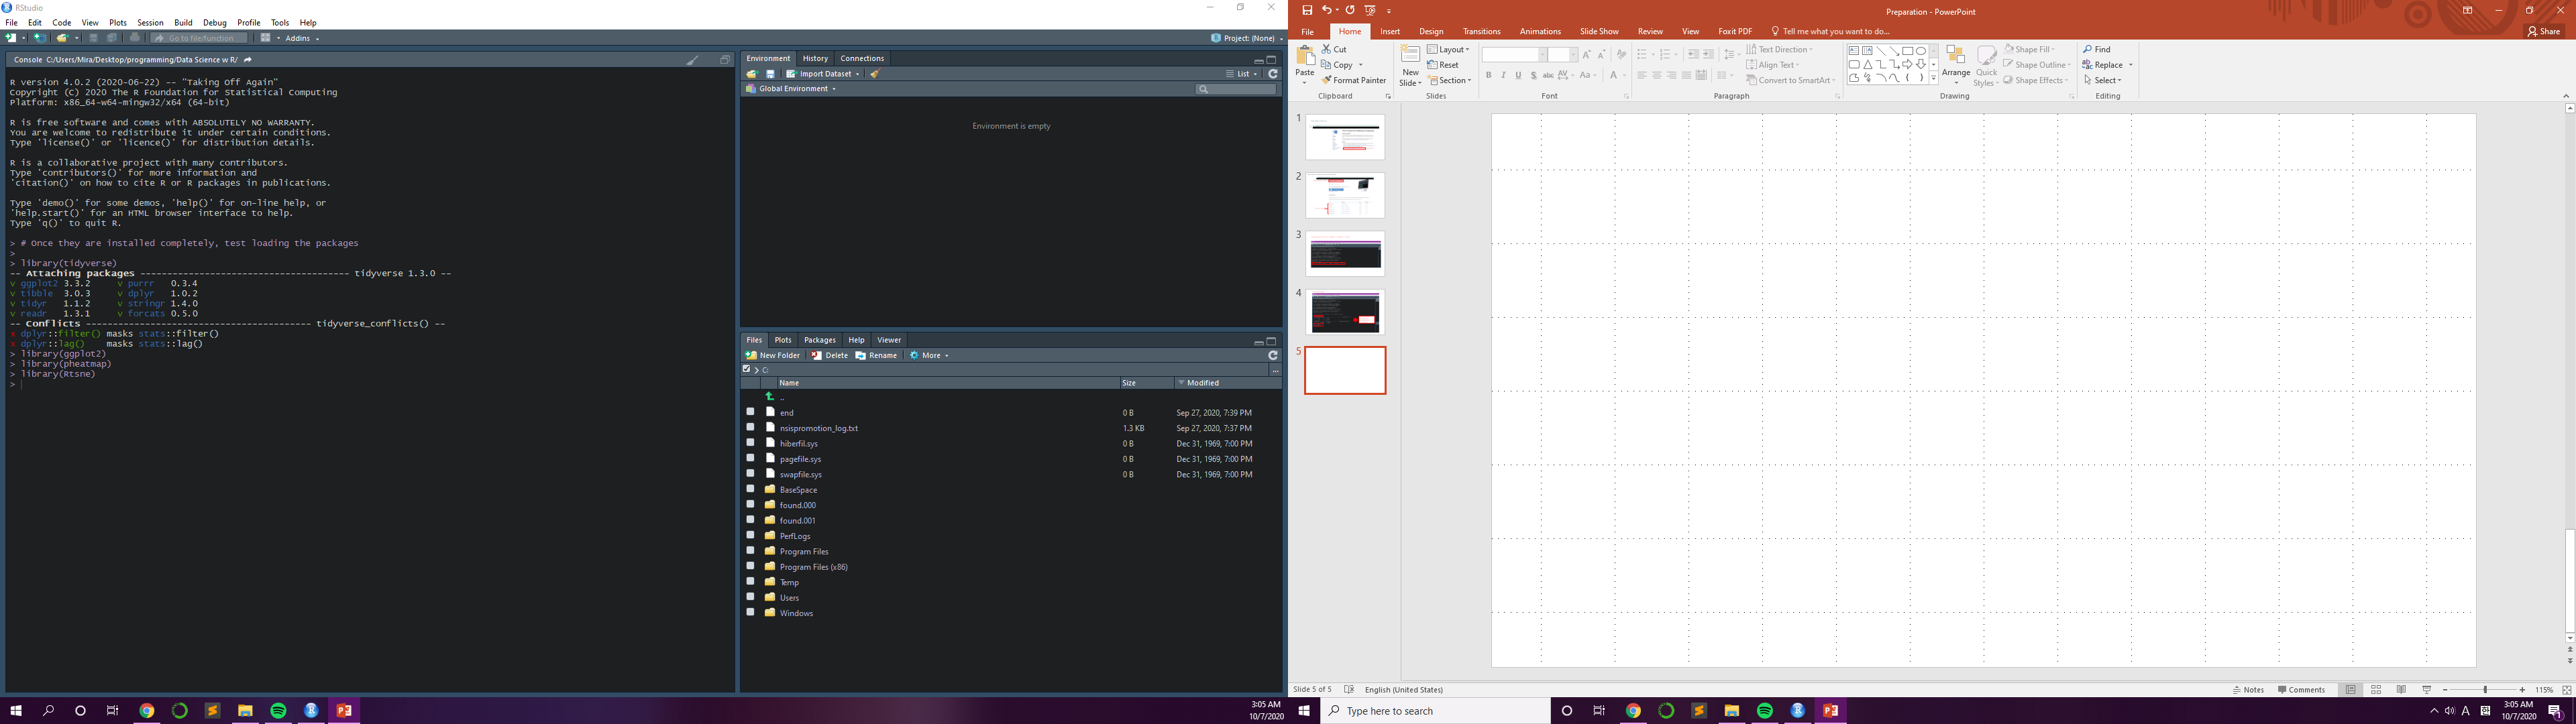 RStudio
File Edit Code View Plots Session Build Debug Profile Tools Help
Go to file/function Addins Project: (None)
Console C:/Users/Mira/Desktop/programming/Data Science w R/
R version 4.0.2 (2020-06-22) -- "Taking Off Again"
Copyright (C) 2020 The R Foundation for Statistical Computing
Platform: x86_64-w64-mingw32/x64 (64-bit)
R is free software and comes with ABSOLUTELY NO WARRANTY.
You are welcome to redistribute it under certain conditions.
Type 'license()' or 'licence()' for distribution details.
R is a collaborative project with many contributors.
Type 'contributors()' for more information and
'citation()' on how to cite R or R packages in publications.
Type 'demo()' for some demos, 'help()' for on-line help, or
'help.start()' for an HTML browser interface to help.
Type 'q()' to quit R.
> # Once they are installed completely, test loading the packages
>
> library(tidyverse)
-- Attaching packages --------------------------------------- tidyverse 1.3.0 --
v ggplot2 3.3.2 v purrr 0.3.4
v tibble 3.0.3 v dplyr 1.0.2
v tidyr 1.1.2 v stringr 1.4.0
v readr 1.3.1 v forcats 0.5.0
-- Conflicts ------------------------------------------ tidyverse_conflicts() --
x dplyr::filter() masks stats::filter()
x dplyr::lag() masks stats::lag()
> library(ggplot2)
> library(pheatmap)
> library(Rtsne)
>
Environment History Connections
Import Dataset List
Global Environment
Environment is empty
Files Plots Packages Help Viewer
New Folder Delete Rename More
C: ...
Name Size Modified
..
end 0 B Sep 27, 2020, 7:39 PM
nsispromotion_log.txt 1.3 KB Sep 27, 2020, 7:37 PM
hiberfil.sys 0 B Dec 31, 1969, 7:00 PM
pagefile.sys 0 B Dec 31, 1969, 7:00 PM
swapfile.sys 0 B Dec 31, 1969, 7:00 PM
BaseSpace
found.000
found.001
PerfLogs
Program Files
Program Files (x86)
Temp
Users
Windows
3:05 AM
10/7/2020
Preparation - PowerPoint
File Home Insert Design Transitions Animations Slide Show Review View Foxit PDF Tell me what you want to do... Share
Paste Cut Copy Format Painter
Clipboard
New Slide Layout Reset Section
Slides
B I U S abc AV Aa A
Font
Text Direction Align Text Convert to SmartArt
Paragraph
Arrange Quick Styles Shape Fill Shape Outline Shape Effects
Drawing
Find Replace Select
Editing
1
2
3
4
5
Slide 5 of 5 English (United States) Notes Comments 115%
Type here to search
3:05 AM
10/7/2020